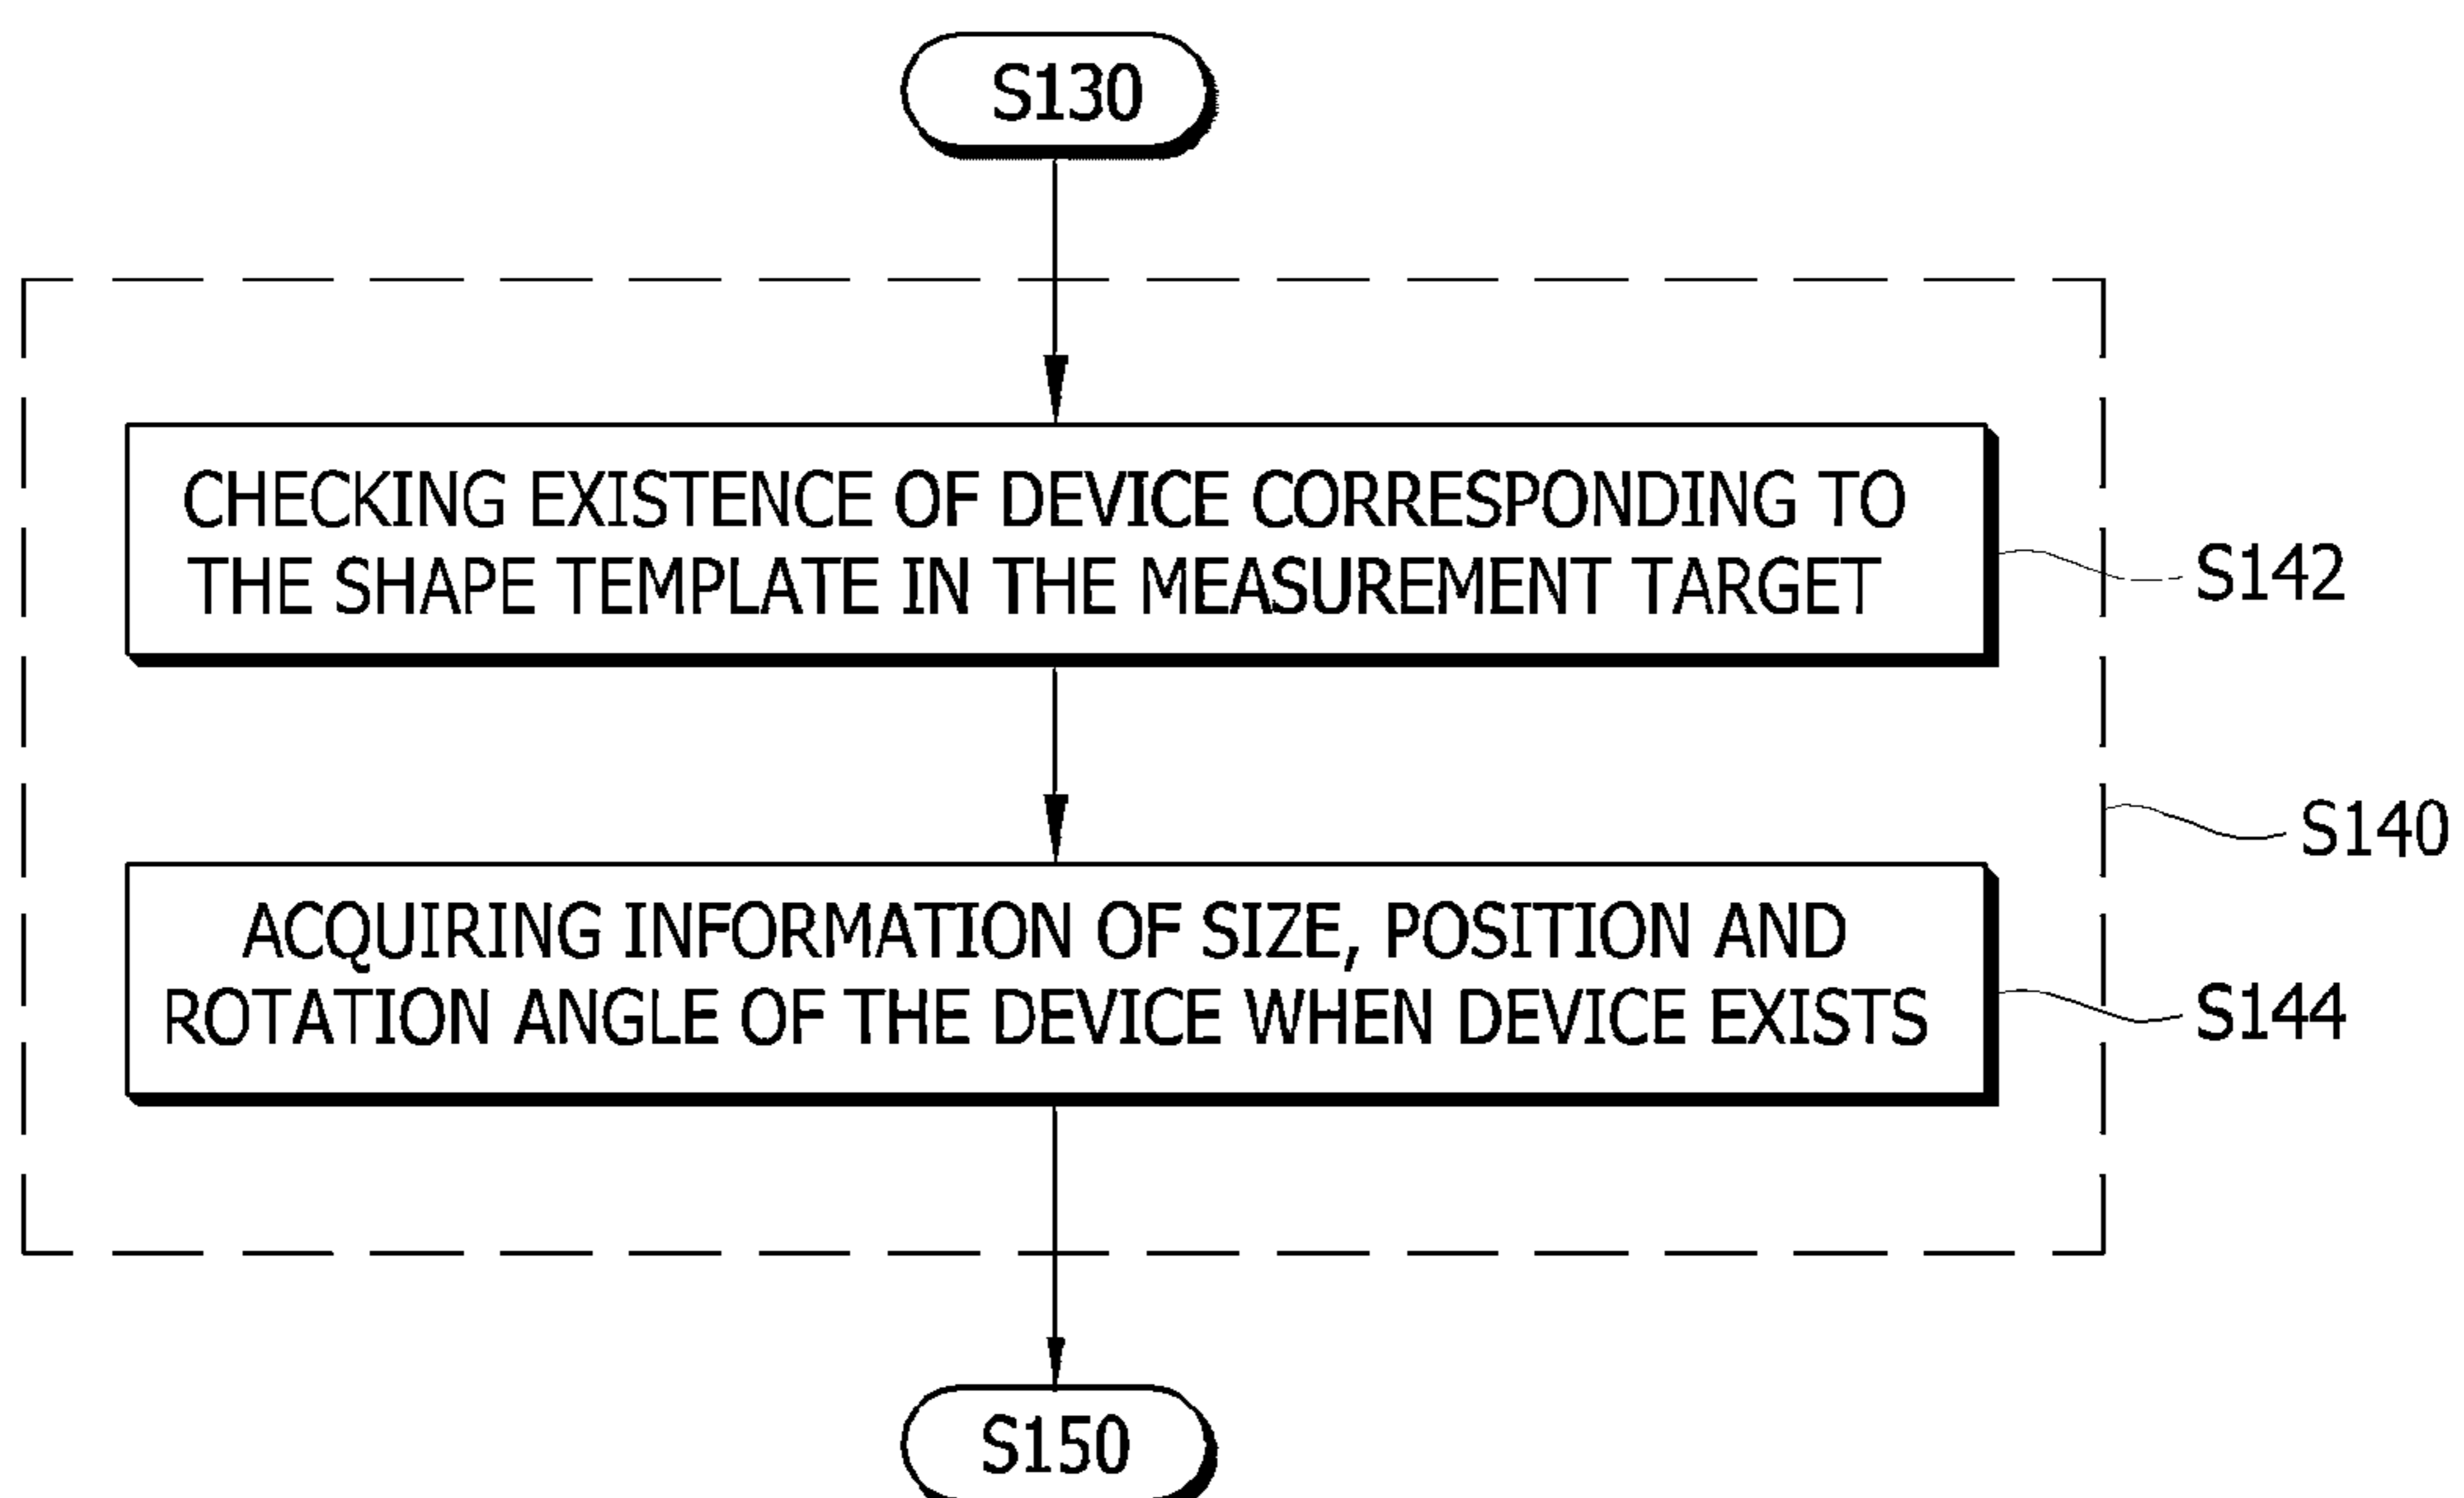 S130
CHECKING EXISTENCE OF DEVICE CORRESPONDING TO
THE SHAPE TEMPLATE IN THE MEASUREMENT TARGET
S142
S140
ACQUIRING INFORMATION OF SIZE, POSITION AND
ROTATION ANGLE OF THE DEVICE WHEN DEVICE EXISTS
S144
S150